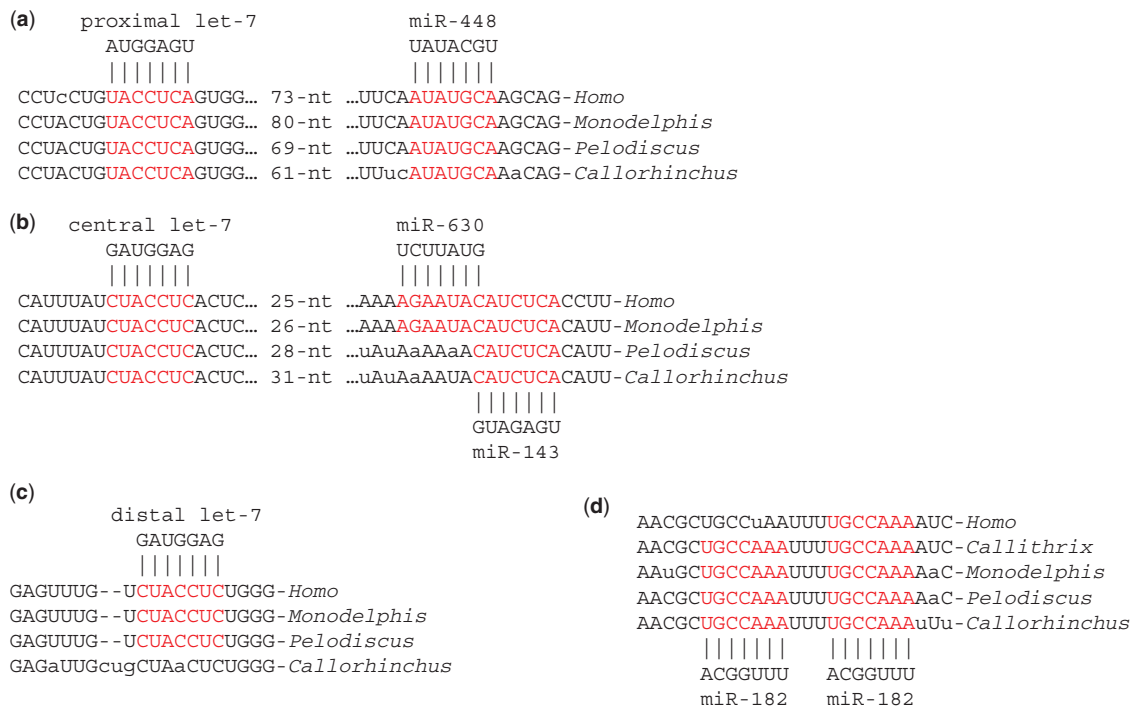 (a) proximal let-7 miR-448
AUGGAGU UAUACGU
||||||| |||||||
CCUcCUGUACCUCAGUGG… 73-nt …UUCAAUAUGCAAGCAG-Homo
CCUACUGUACCUCAGUGG… 80-nt …UUCAAUAUGCAAGCAG-Monodelphis
CCUACUGUACCUCAGUGG… 69-nt …UUCAAUAUGCAAGCAG-Pelodiscus
CCUACUGUACCUCAGUGG… 61-nt …UUucAUAUGCAAaCAG-Callorhinchus
(b) central let-7 miR-630
GAUGGAG UCUUAUG
||||||| |||||||
CAUUUAUCUACCUCACUC… 25-nt …AAAAGAAUACAUCUCACCUU-Homo
CAUUUAUCUACCUCACUC… 26-nt …AAAAGAAUACAUCUCACAUU-Monodelphis
CAUUUAUCUACCUCACUC… 28-nt …uAuAaAAaACAUCUCACAUU-Pelodiscus
CAUUUAUCUACCUCACUC… 31-nt …uAuAaAAUACAUCUCACAUU-Callorhinchus
|||||||
GUAGAGU
miR-143
(c)
distal let-7
GAUGGAG
|||||||
GAGUUUG--UCUACCUCUGGG-Homo
GAGUUUG--UCUACCUCUGGG-Monodelphis
GAGUUUG--UCUACCUCUGGG-Pelodiscus
GAGaUUGcugCUAaCUCUGGG-Callorhinchus
(d)
AACGCUGCCuAAUUUUGCCAAAAUC-Homo
AACGCUGCCAAAUUUUGCCAAAAUC-Callithrix
AAuGCUGCCAAAUUUUGCCAAAAaC-Monodelphis
AACGCUGCCAAAUUUUGCCAAAAaC-Pelodiscus
AACGCUGCCAAAUUUUGCCAAAuUu-Callorhinchus
||||||| |||||||
ACGGUUU ACGGUUU
miR-182 miR-182